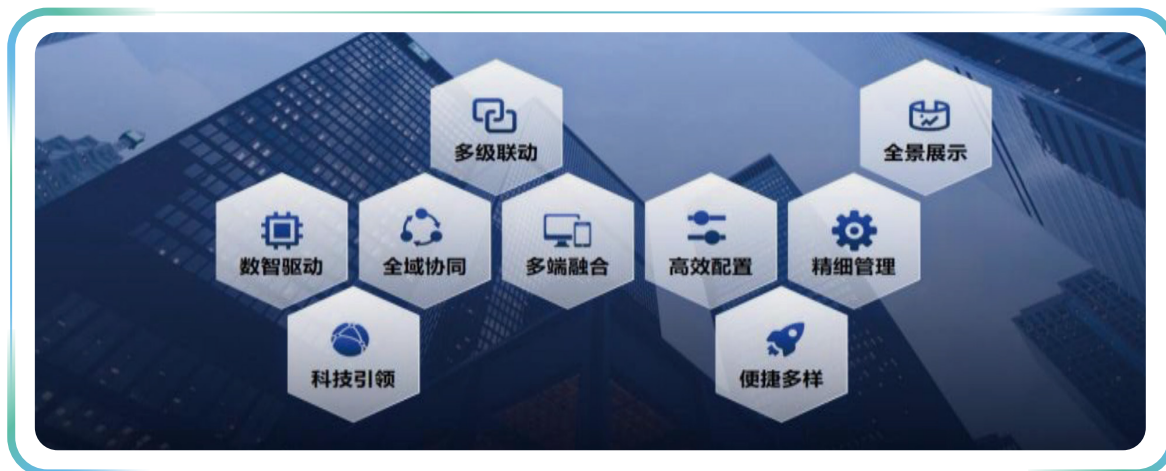 多级联动
全景展示
数智驱动
全域协同
多端融合
高效配置
精细管理
科技引领
便捷多样